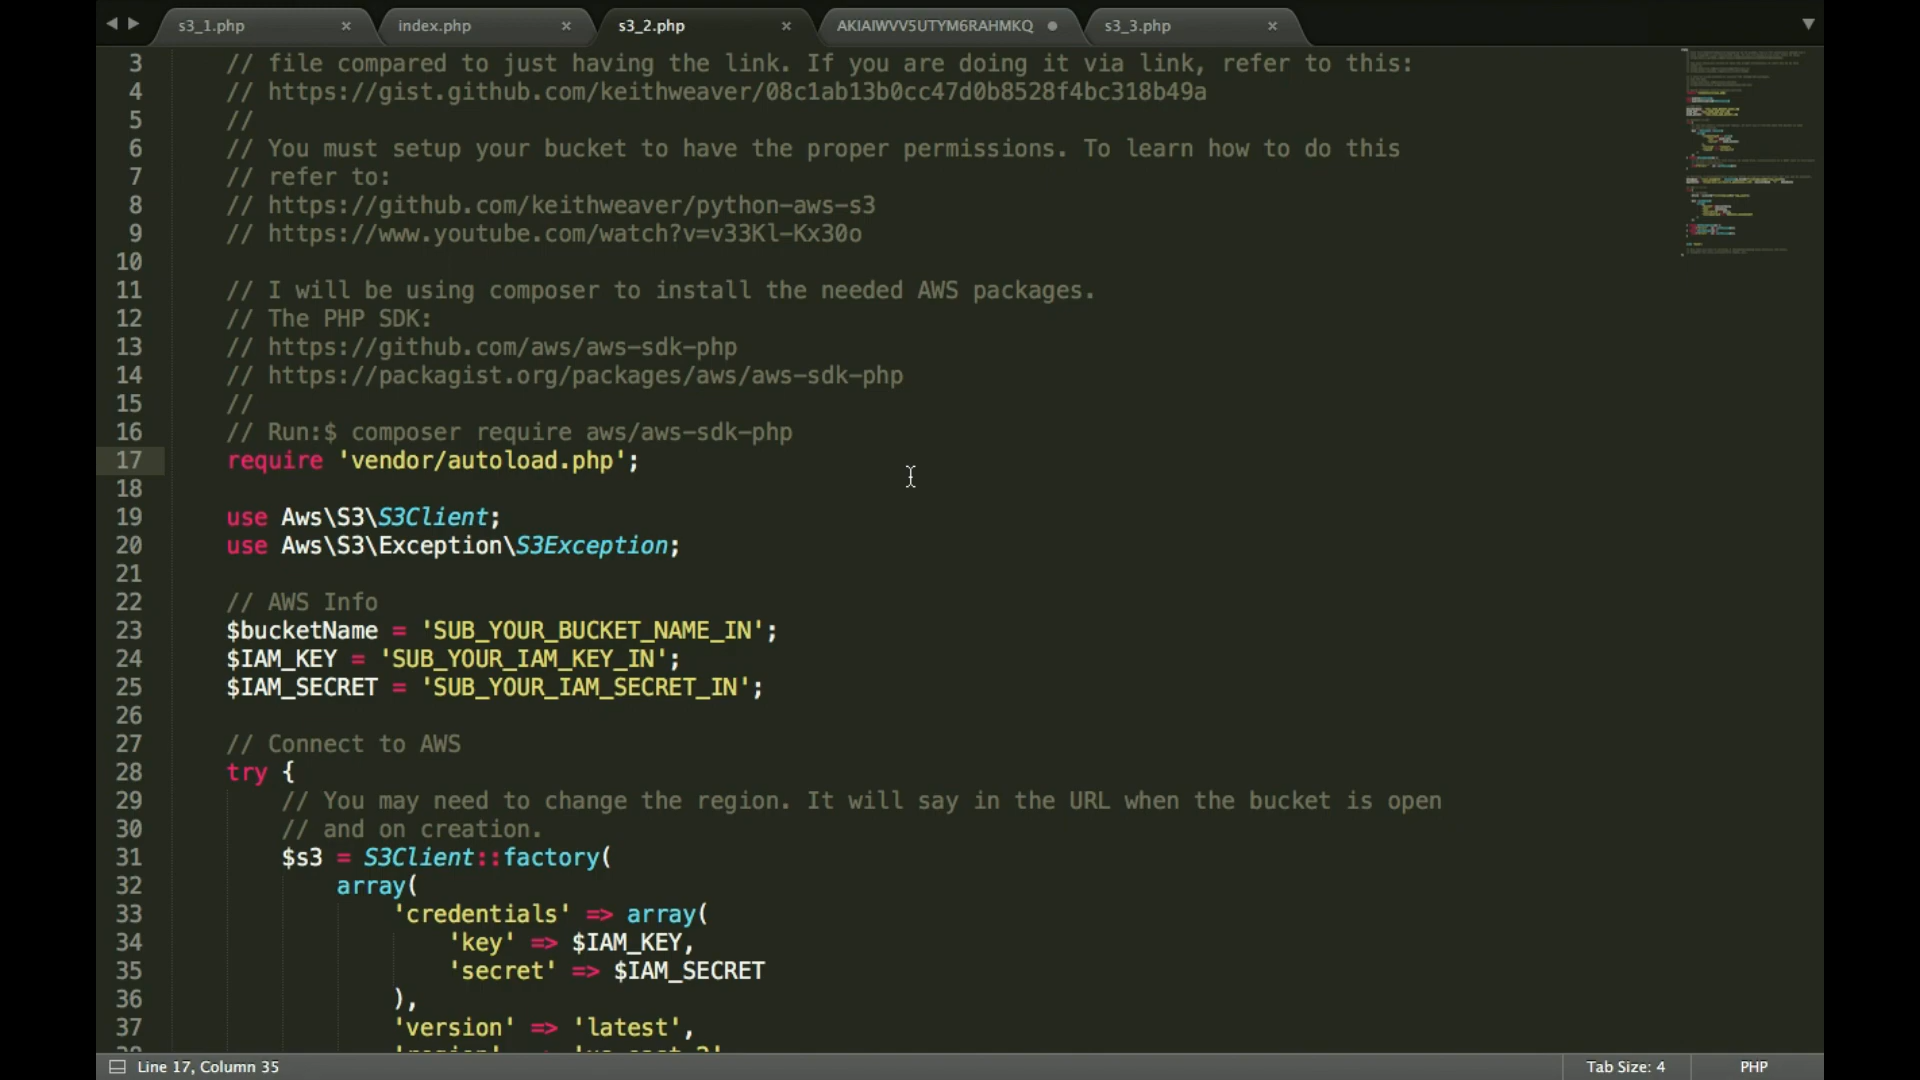 s3_1.php × index.php × s3_2.php × AKIAIWVV5UTYM6RAHMKQ s3_3.php ×
3 // file compared to just having the link. If you are doing it via link, refer to this:
4 // https://gist.github.com/keithweaver/08c1ab13b0cc47d0b8528f4bc318b49a
5 //
6 // You must setup your bucket to have the proper permissions. To learn how to do this
7 // refer to:
8 // https://github.com/keithweaver/python-aws-s3
9 // https://www.youtube.com/watch?v=v33Kl-Kx30o
10
11 // I will be using composer to install the needed AWS packages.
12 // The PHP SDK:
13 // https://github.com/aws/aws-sdk-php
14 // https://packagist.org/packages/aws/aws-sdk-php
15 //
16 // Run:$ composer require aws/aws-sdk-php
17 require 'vendor/autoload.php';
18
19 use Aws\S3\S3Client;
20 use Aws\S3\Exception\S3Exception;
21
22 // AWS Info
23 $bucketName = 'SUB_YOUR_BUCKET_NAME_IN';
24 $IAM_KEY = 'SUB_YOUR_IAM_KEY_IN';
25 $IAM_SECRET = 'SUB_YOUR_IAM_SECRET_IN';
26
27 // Connect to AWS
28 try {
29 // You may need to change the region. It will say in the URL when the bucket is open
30 // and on creation.
31 $s3 = S3Client::factory(
32 array(
33 'credentials' => array(
34 'key' => $IAM_KEY,
35 'secret' => $IAM_SECRET
36 ),
37 'version' => 'latest',
Line 17, Column 35 Tab Size: 4 PHP